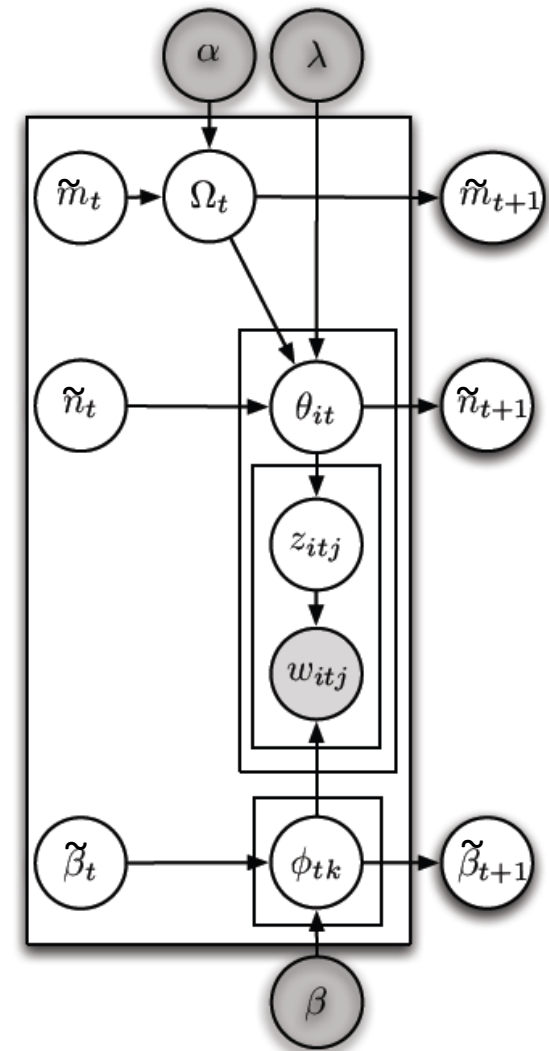 α λ
m̃_t Ω_t m̃_{t+1}
ñ_t θ_{it} ñ_{t+1}
z_{itj}
w_{itj}
β̃_t ϕ_{tk} β̃_{t+1}
β